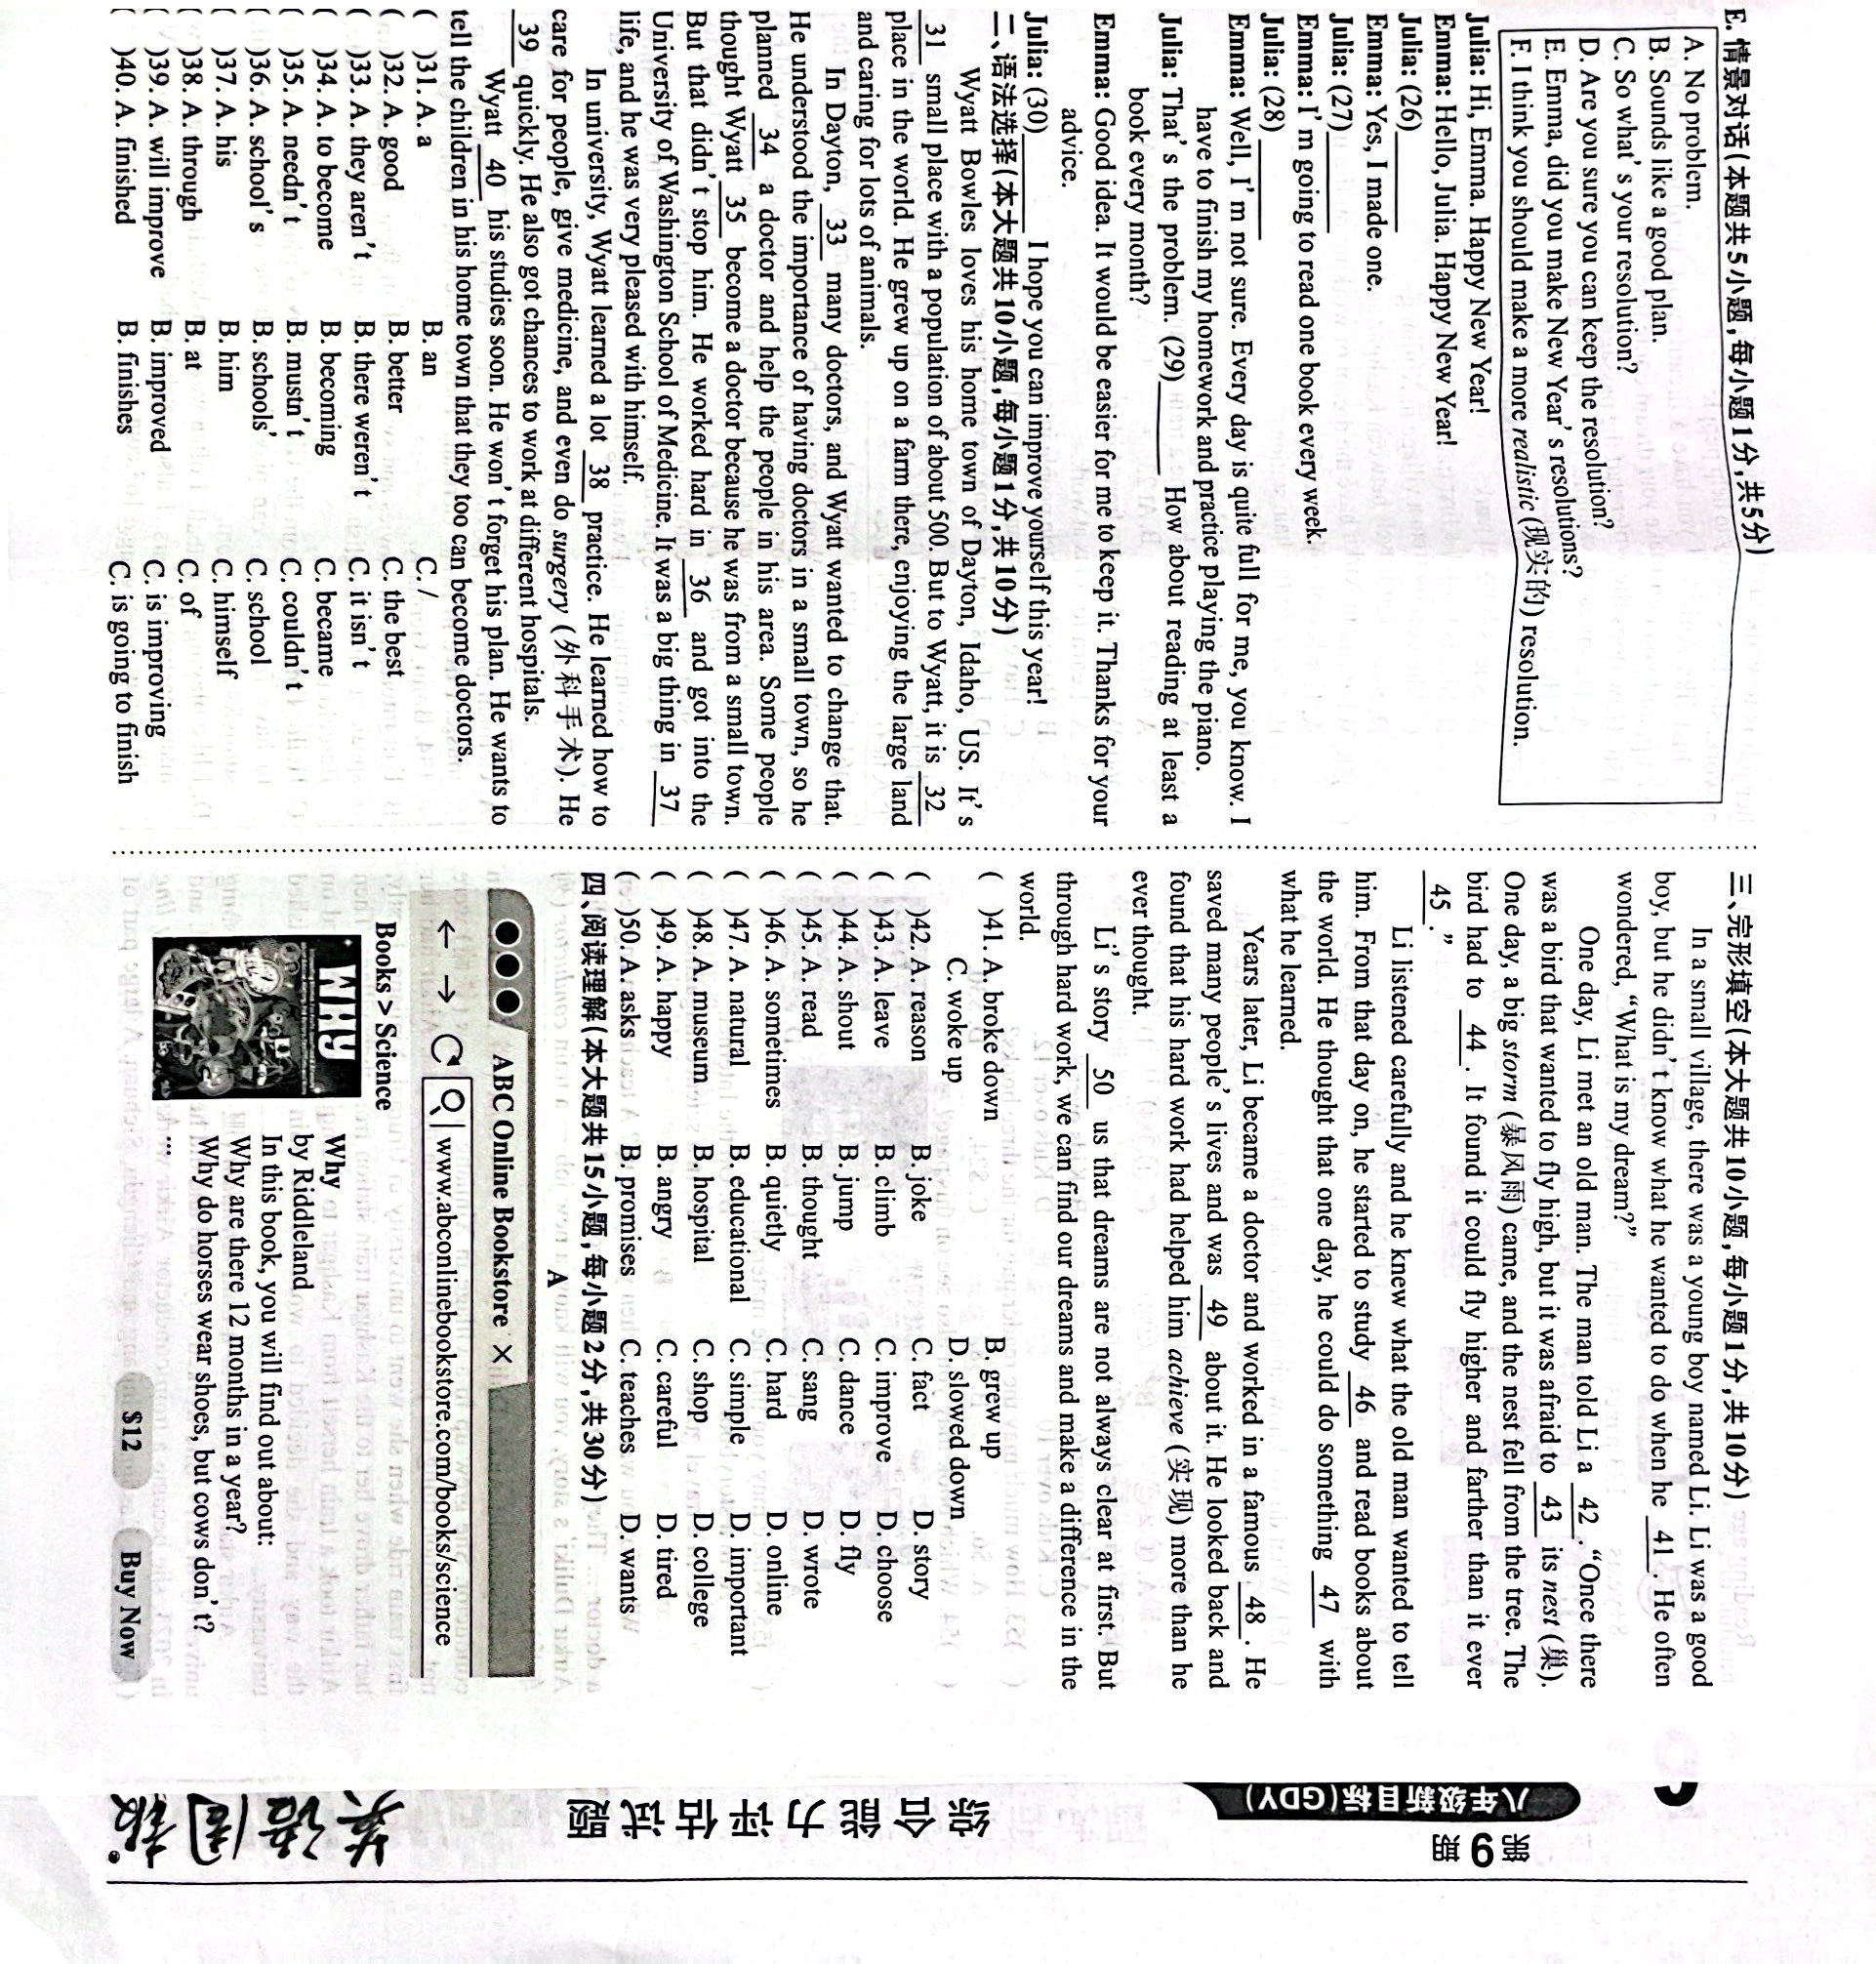 E. 情景对话(本题共5小题,每小题1分,共5分)
A. No problem.
B. Sounds like a good plan.
C. So what's your resolution?
D. Are you sure you can keep the resolution?
E. Emma, did you make New Year's resolutions?
F. I think you should make a more realistic (现实的) resolution.
Julia: Hi, Emma. Happy New Year!
Emma: Hello, Julia. Happy New Year!
Julia: (26)______
Emma: Yes, I made one.
Julia: (27)______
Emma: I'm going to read one book every week.
Julia: (28)______
Emma: Well, I'm not sure. Every day is quite full for me, you know. I
have to finish my homework and practice playing the piano.
Julia: That's the problem. (29)______ How about reading at least a
book every month?
Emma: Good idea. It would be easier for me to keep it. Thanks for your
advice.
Julia: (30)______ I hope you can improve yourself this year!
二、语法选择(本大题共10小题,每小题1分,共10分)
Wyatt Bowles loves his home town of Dayton, Idaho, US. It's
31 small place with a population of about 500. But to Wyatt, it is 32
place in the world. He grew up on a farm there, enjoying the large land
and caring for lots of animals.
In Dayton, 33 many doctors, and Wyatt wanted to change that.
He understood the importance of having doctors in a small town, so he
planned 34 a doctor and help the people in his area. Some people
thought Wyatt 35 become a doctor because he was from a small town.
But that didn't stop him. He worked hard in 36 and got into the
University of Washington School of Medicine. It was a big thing in 37
life, and he was very pleased with himself.
In university, Wyatt learned a lot 38 practice. He learned how to
care for people, give medicine, and even do surgery (外科手术). He
39 quickly. He also got chances to work at different hospitals.
Wyatt 40 his studies soon. He won't forget his plan. He wants to
tell the children in his home town that they too can become doctors.
( )31. A. a B. an C. /
( )32. A. good B. better C. the best
( )33. A. they aren't B. there weren't C. it isn't
( )34. A. to become B. becoming C. became
( )35. A. needn't B. mustn't C. couldn't
( )36. A. school's B. schools' C. school
( )37. A. his B. him C. himself
( )38. A. through B. at C. of
( )39. A. will improve B. improved C. is improving
( )40. A. finished B. finishes C. is going to finish
三、完形填空(本大题共10小题,每小题1分,共10分)
In a small village, there was a young boy named Li. Li was a good
boy, but he didn't know what he wanted to do when he 41 . He often
wondered, "What is my dream?"
One day, Li met an old man. The man told Li a 42 . "Once there
was a bird that wanted to fly high, but it was afraid to 43 its nest (巢).
One day, a big storm (暴风雨) came, and the nest fell from the tree. The
bird had to 44 . It found it could fly higher and farther than it ever
45 ."
Li listened carefully and he knew what the old man wanted to tell
him. From that day on, he started to study 46 and read books about
the world. He thought that one day, he could do something 47 with
what he learned.
Years later, Li became a doctor and worked in a famous 48 . He
saved many people's lives and was 49 about it. He looked back and
found that his hard work had helped him achieve (实现) more than he
ever thought.
Li's story 50 us that dreams are not always clear at first. But
through hard work, we can find our dreams and make a difference in the
world.
( )41. A. broke down B. grew up
C. woke up D. slowed down
( )42. A. reason B. joke C. fact D. story
( )43. A. leave B. climb C. improve D. choose
( )44. A. shout B. jump C. dance D. fly
( )45. A. read B. thought C. sang D. wrote
( )46. A. sometimes B. quietly C. hard D. online
( )47. A. natural B. educational C. simple D. important
( )48. A. museum B. hospital C. shop D. college
( )49. A. happy B. angry C. careful D. tired
( )50. A. asks B. promises C. teaches D. wants
四、阅读理解(本大题共15小题,每小题2分,共30分)
A
ABC Online Bookstore ×
www.abconlinebookstore.com/books/science
Books > Science
WHY
Why
by Riddleland
In this book, you will find out about:
Why are there 12 months in a year?
Why do horses wear shoes, but cows don't?
...
$12 Buy Now
第9期
八年级新目标(GDY)
综合能力评估试题
英语周报